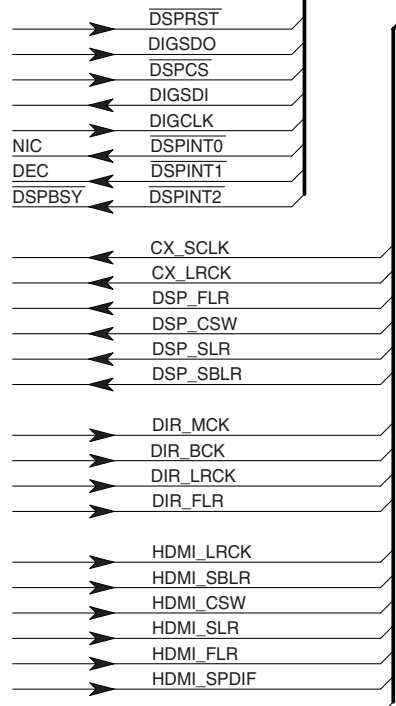 DSPRST
DIGSDO
DSPCS
DIGSDI
DIGCLK
NIC DSPINT0
DEC DSPINT1
DSPBSY DSPINT2
CX_SCLK
CX_LRCK
DSP_FLR
DSP_CSW
DSP_SLR
DSP_SBLR
DIR_MCK
DIR_BCK
DIR_LRCK
DIR_FLR
HDMI_LRCK
HDMI_SBLR
HDMI_CSW
HDMI_SLR
HDMI_FLR
HDMI_SPDIF